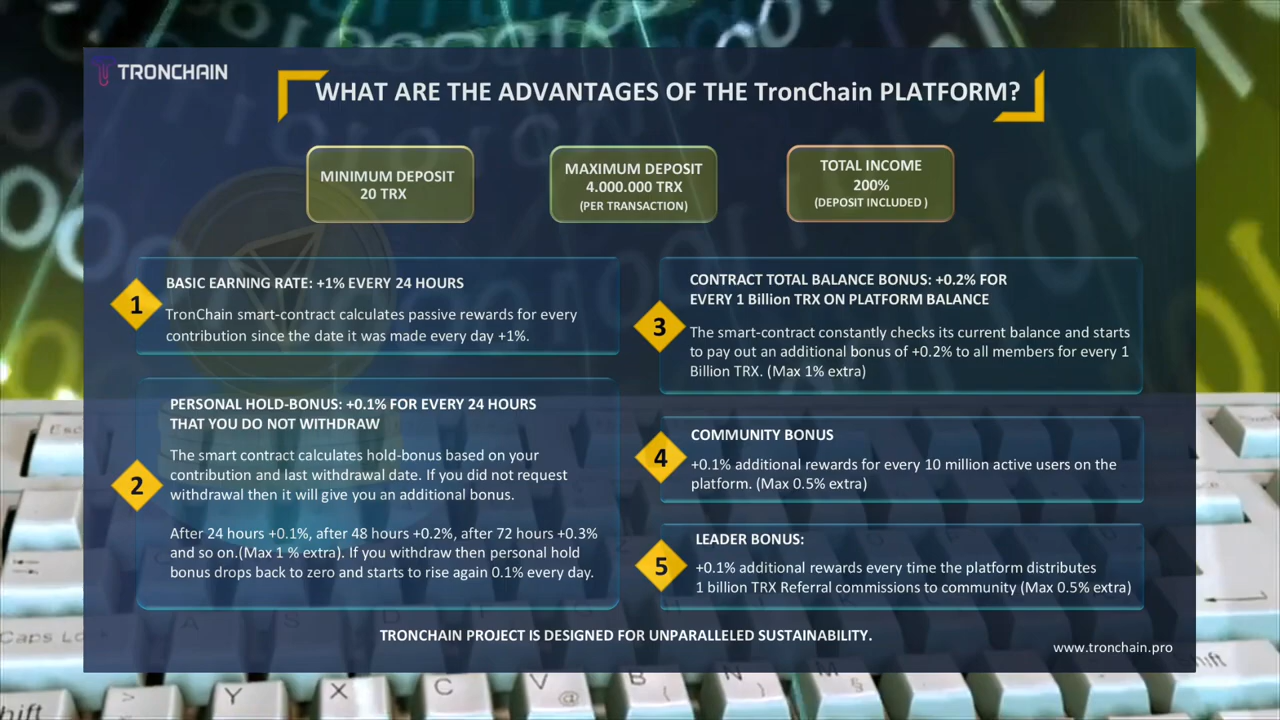 TRONCHAIN
WHAT ARE THE ADVANTAGES OF THE TronChain PLATFORM?
MINIMUM DEPOSIT
20 TRX
MAXIMUM DEPOSIT
4.000.000 TRX
(PER TRANSACTION)
TOTAL INCOME
200%
(DEPOSIT INCLUDED )
1
BASIC EARNING RATE: +1% EVERY 24 HOURS
TronChain smart-contract calculates passive rewards for every
contribution since the date it was made every day +1%.
2
PERSONAL HOLD-BONUS: +0.1% FOR EVERY 24 HOURS
THAT YOU DO NOT WITHDRAW
The smart contract calculates hold-bonus based on your
contribution and last withdrawal date. If you did not request
withdrawal then it will give you an additional bonus.
After 24 hours +0.1%, after 48 hours +0.2%, after 72 hours +0.3%
and so on.(Max 1 % extra). If you withdraw then personal hold
bonus drops back to zero and starts to rise again 0.1% every day.
3
CONTRACT TOTAL BALANCE BONUS: +0.2% FOR
EVERY 1 Billion TRX ON PLATFORM BALANCE
The smart-contract constantly checks its current balance and starts
to pay out an additional bonus of +0.2% to all members for every 1
Billion TRX. (Max 1% extra)
4
COMMUNITY BONUS
+0.1% additional rewards for every 10 million active users on the
platform. (Max 0.5% extra)
5
LEADER BONUS:
+0.1% additional rewards every time the platform distributes
1 billion TRX Referral commissions to community (Max 0.5% extra)
TRONCHAIN PROJECT IS DESIGNED FOR UNPARALLELED SUSTAINABILITY.
www.tronchain.pro
Esc
Caps Lo
A
S
Y
X
C
V
@
B
N
M
hift